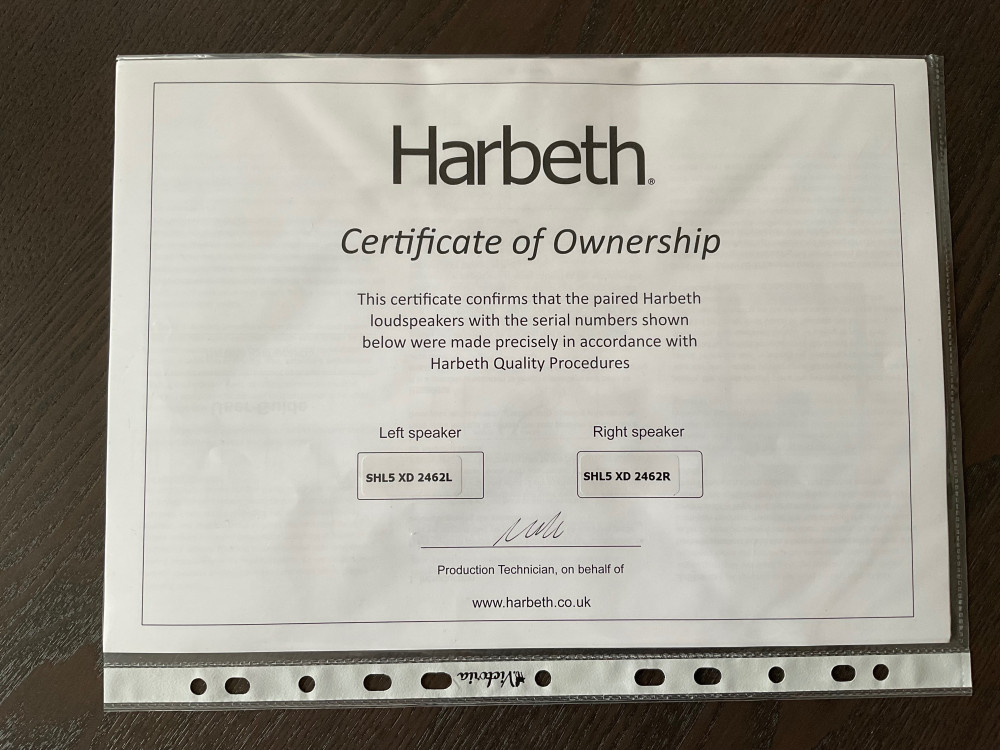 Harbeth®
Certificate of Ownership
This certificate confirms that the paired Harbeth
loudspeakers with the serial numbers shown
below were made precisely in accordance with
Harbeth Quality Procedures
Left speaker
Right speaker
SHL5 XD 2462L
SHL5 XD 2462R
Production Technician, on behalf of
www.harbeth.co.uk
Victoria
User Guide